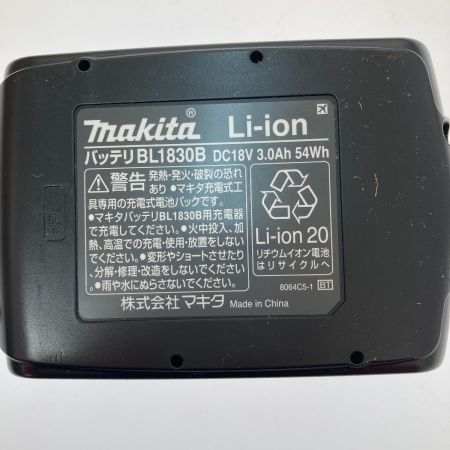 makita® Li-ion
バッテリBL1830B DC18V 3.0Ah 54Wh
⚠警告 発熱・発火・破裂の恐れ
あり ●マキタ充電式工
具専用の充電式電池パックです。
●マキタバッテリBL1830B用充電器
で充電してください。●火中投入、加
熱、高温での充電・使用・放置をしない
でください。●変形やショートさせたり、
分解・修理・改造をしないでください。
●雨や水にぬらさないでください。
Li-ion 20
リチウムイオン電池
はリサイクルへ
8064C5-1 BT
株式会社マキタ Made in China